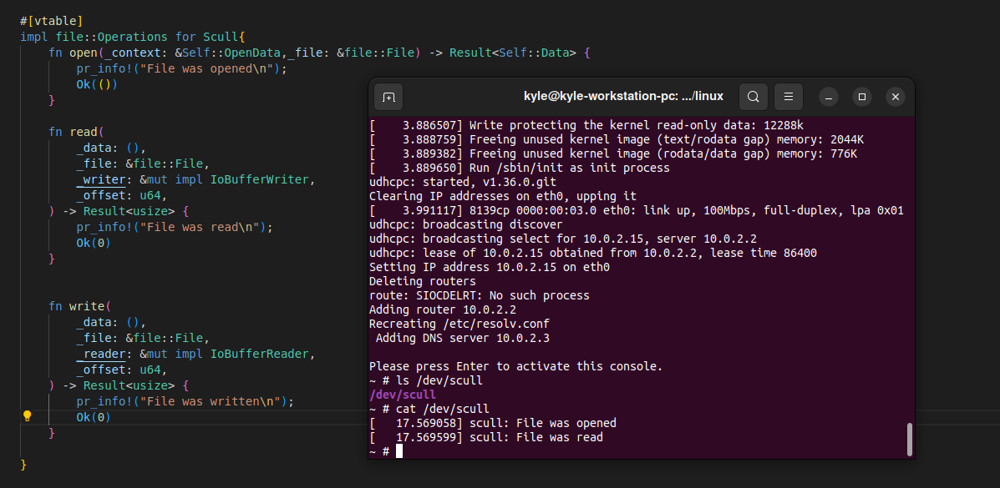 #[vtable]
impl file::Operations for Scull{
fn open(_context: &Self::OpenData,_file: &file::File) -> Result<Self::Data> {
pr_info!("File was opened\n");
Ok(())
}
fn read(
_data: (),
_file: &file::File,
_writer: &mut impl IoBufferWriter,
_offset: u64,
) -> Result<usize> {
pr_info!("File was read\n");
Ok(0)
}
fn write(
_data: (),
_file: &file::File,
_reader: &mut impl IoBufferReader,
_offset: u64,
) -> Result<usize> {
pr_info!("File was written\n");
Ok(0)
}
}
kyle@kyle-workstation-pc: .../linux
[    3.886507] Write protecting the kernel read-only data: 12288k
[    3.888759] Freeing unused kernel image (text/rodata gap) memory: 2044K
[    3.889382] Freeing unused kernel image (rodata/data gap) memory: 776K
[    3.889650] Run /sbin/init as init process
udhcpc: started, v1.36.0.git
Clearing IP addresses on eth0, upping it
[    3.991117] 8139cp 0000:00:03.0 eth0: link up, 100Mbps, full-duplex, lpa 0x01
udhcpc: broadcasting discover
udhcpc: broadcasting select for 10.0.2.15, server 10.0.2.2
udhcpc: lease of 10.0.2.15 obtained from 10.0.2.2, lease time 86400
Setting IP address 10.0.2.15 on eth0
Deleting routers
route: SIOCDELRT: No such process
Adding router 10.0.2.2
Recreating /etc/resolv.conf
Adding DNS server 10.0.2.3
Please press Enter to activate this console.
~ # ls /dev/scull
/dev/scull
~ # cat /dev/scull
[   17.569058] scull: File was opened
[   17.569599] scull: File was read
~ #